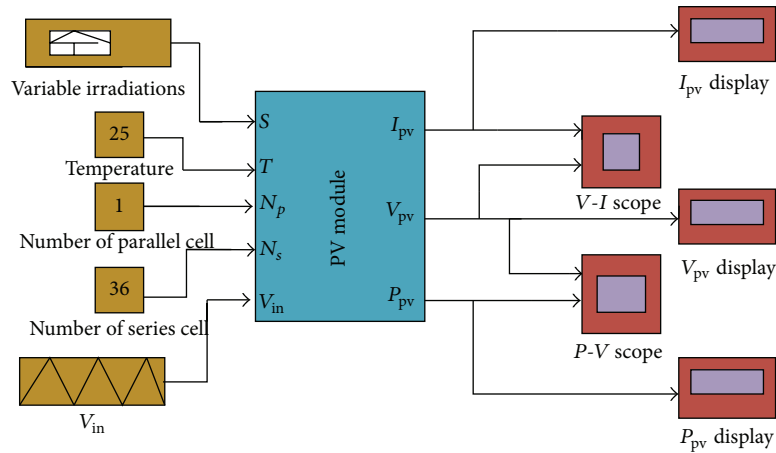 Variable irradiations
25
Temperature
1
Number of parallel cell
36
Number of series cell
V_in
S
T
N_p
N_s
V_in
PV module
I_pv
V_pv
P_pv
I_pv display
V-I scope
V_pv display
P-V scope
P_pv display